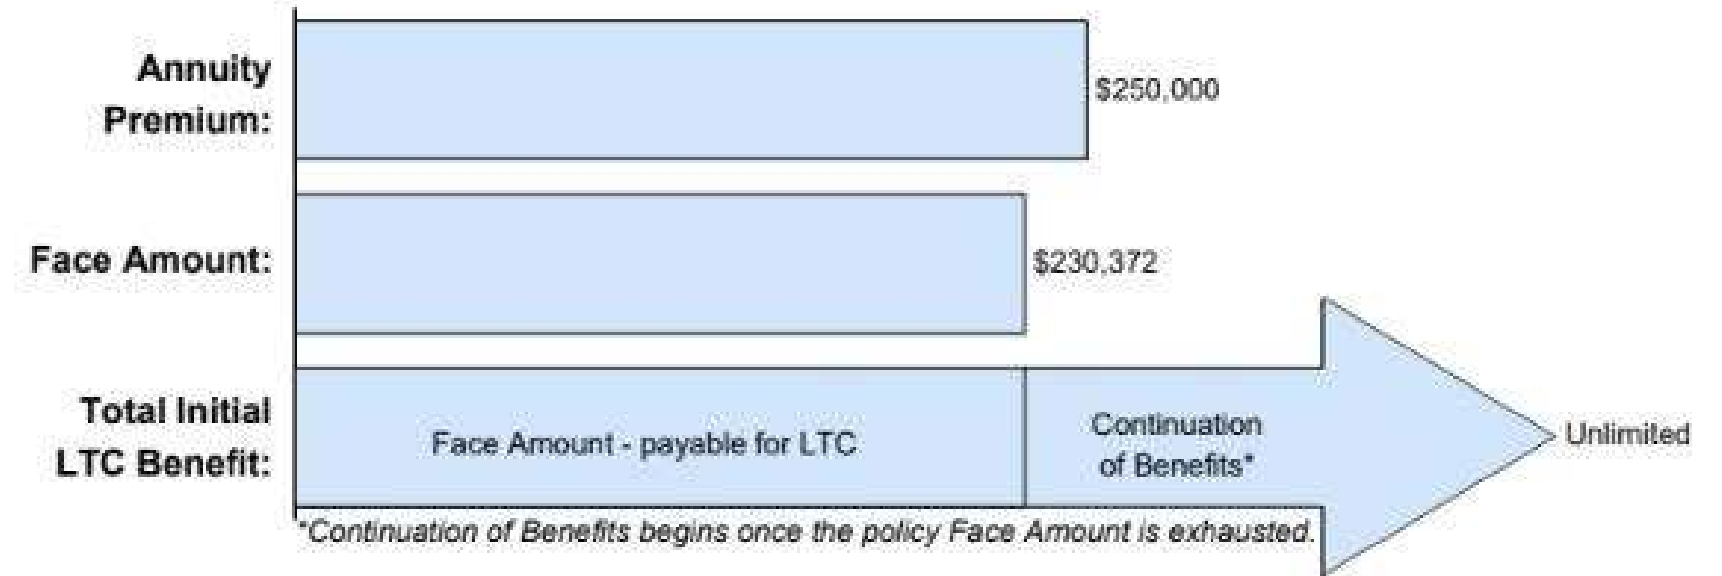 Annuity
Premium:
$250,000
Face Amount:
$230,372
Total Initial
LTC Benefit:
Face Amount - payable for LTC
Continuation
of Benefits*
Unlimited
*Continuation of Benefits begins once the policy Face Amount is exhausted.